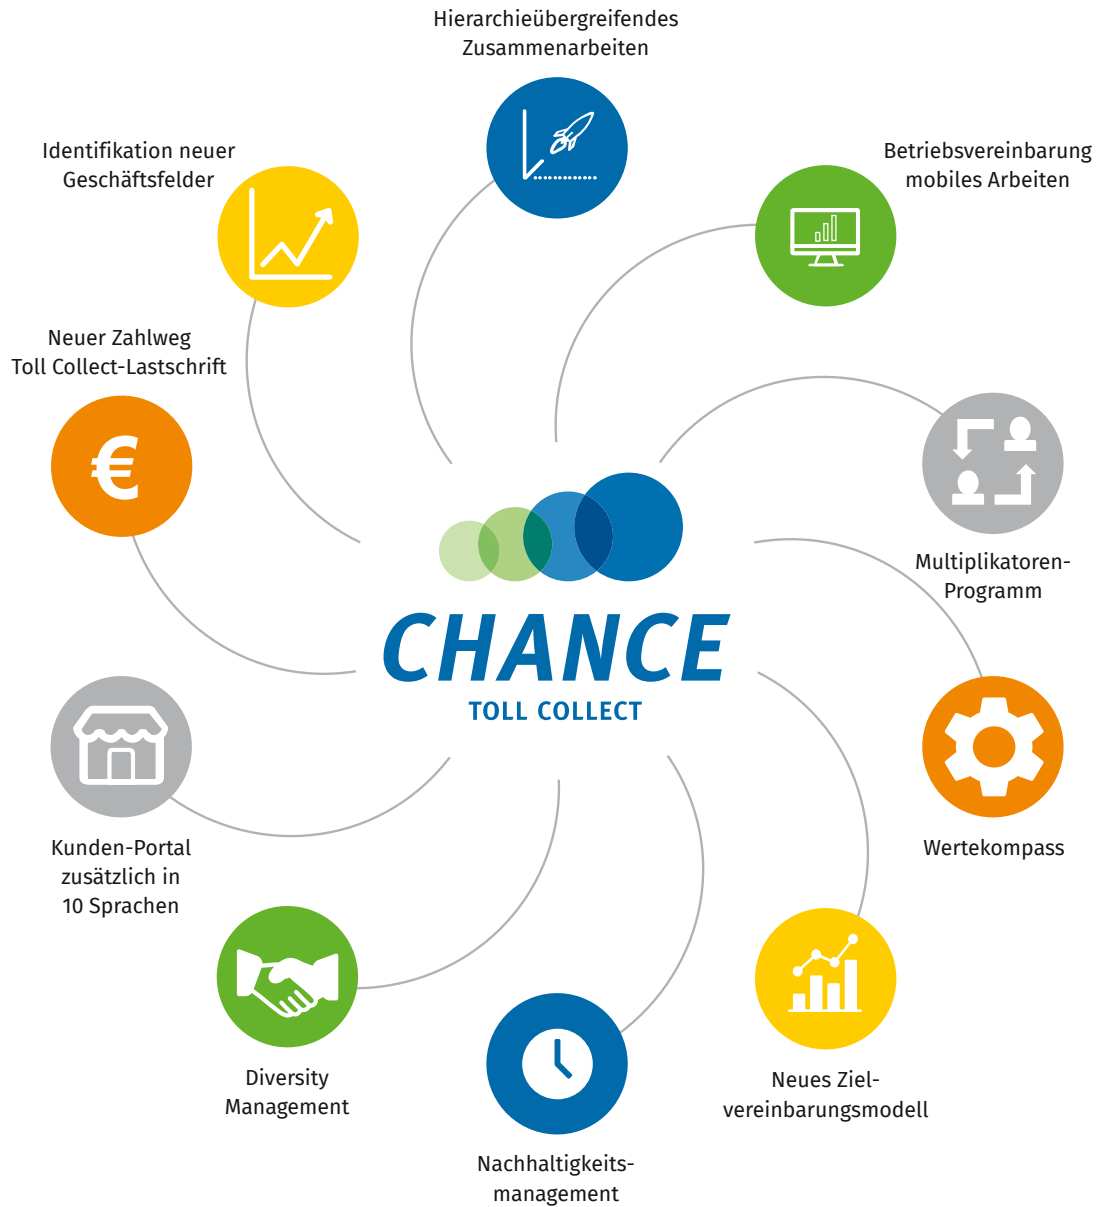 Hierarchieübergreifendes
Zusammenarbeiten
Identifikation neuer
Geschäftsfelder
Betriebsvereinbarung
mobiles Arbeiten
Neuer Zahlweg
Toll Collect-Lastschrift
€
Multiplikatoren-
Programm
CHANCE
TOLL COLLECT
Kunden-Portal
zusätzlich in
10 Sprachen
Wertekompass
Diversity
Management
Neues Ziel-
vereinbarungsmodell
Nachhaltigkeits-
management